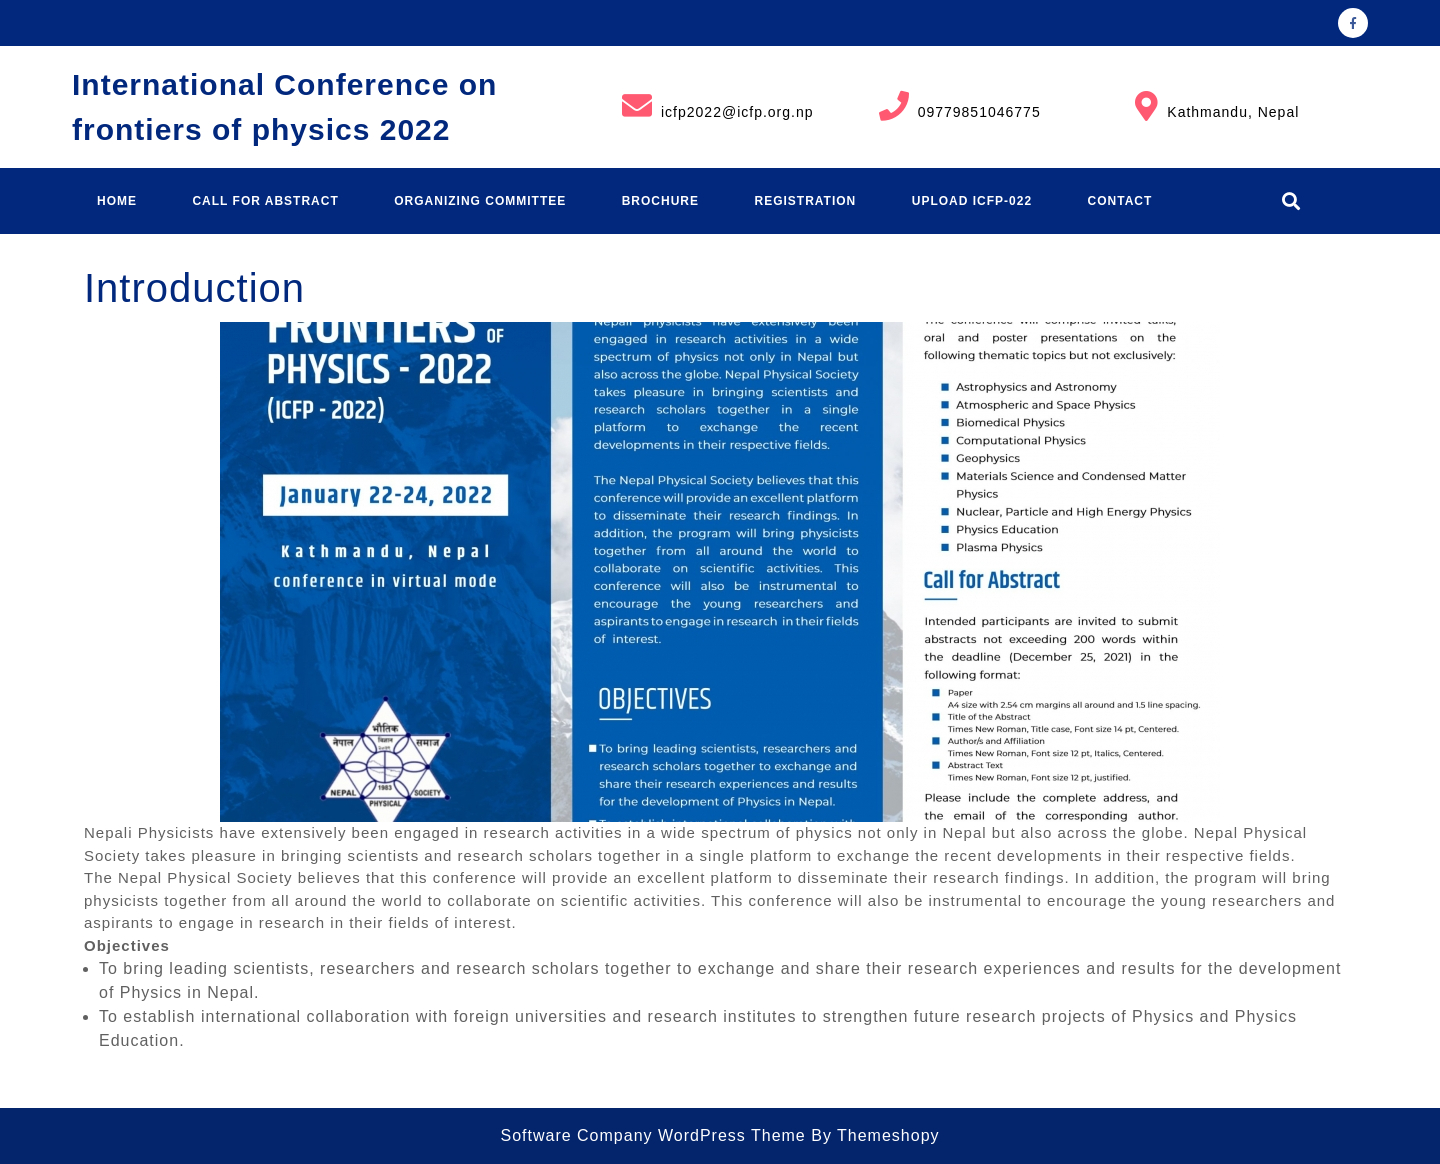 International Conference on
frontiers of physics 2022
icfp2022@icfp.org.np
09779851046775
Kathmandu, Nepal
HOME CALL FOR ABSTRACT ORGANIZING COMMITTEE BROCHURE REGISTRATION UPLOAD ICFP-022 CONTACT
Introduction
FRONTIERS OF
PHYSICS - 2022
(ICFP - 2022)
January 22-24, 2022
Kathmandu, Nepal
conference in virtual mode
भौतिक
नेपाल
विज्ञान
समाज
1983
NEPAL
SOCIETY
PHYSICAL
Nepali physicists have extensively been
engaged in research activities in a wide
spectrum of physics not only in Nepal but
also across the globe. Nepal Physical Society
takes pleasure in bringing scientists and
research scholars together in a single
platform to exchange the recent
developments in their respective fields.
The Nepal Physical Society believes that this
conference will provide an excellent platform
to disseminate their research findings. In
addition, the program will bring physicists
together from all around the world to
collaborate on scientific activities. This
conference will also be instrumental to
encourage the young researchers and
aspirants to engage in research in their fields
of interest.
OBJECTIVES
To bring leading scientists, researchers and
research scholars together to exchange and
share their research experiences and results
for the development of Physics in Nepal.
To establish international collaboration with
The conference will comprise invited talks,
oral and poster presentations on the
following thematic topics but not exclusively:
Astrophysics and Astronomy
Atmospheric and Space Physics
Biomedical Physics
Computational Physics
Geophysics
Materials Science and Condensed Matter
Physics
Nuclear, Particle and High Energy Physics
Physics Education
Plasma Physics
Call for Abstract
Intended participants are invited to submit
abstracts not exceeding 200 words within
the deadline (December 25, 2021) in the
following format:
Paper
A4 size with 2.54 cm margins all around and 1.5 line spacing.
Title of the Abstract
Times New Roman, Title case, Font size 14 pt, Centered.
Author/s and Affiliation
Times New Roman, Font size 12 pt, Italics, Centered.
Abstract Text
Times New Roman, Font size 12 pt, justified.
Please include the complete address, and
the email of the corresponding author.
Nepali Physicists have extensively been engaged in research activities in a wide spectrum of physics not only in Nepal but also across the globe. Nepal Physical
Society takes pleasure in bringing scientists and research scholars together in a single platform to exchange the recent developments in their respective fields.
The Nepal Physical Society believes that this conference will provide an excellent platform to disseminate their research findings. In addition, the program will bring
physicists together from all around the world to collaborate on scientific activities. This conference will also be instrumental to encourage the young researchers and
aspirants to engage in research in their fields of interest.
Objectives
To bring leading scientists, researchers and research scholars together to exchange and share their research experiences and results for the development
of Physics in Nepal.
To establish international collaboration with foreign universities and research institutes to strengthen future research projects of Physics and Physics
Education.
Software Company WordPress Theme By Themeshopy